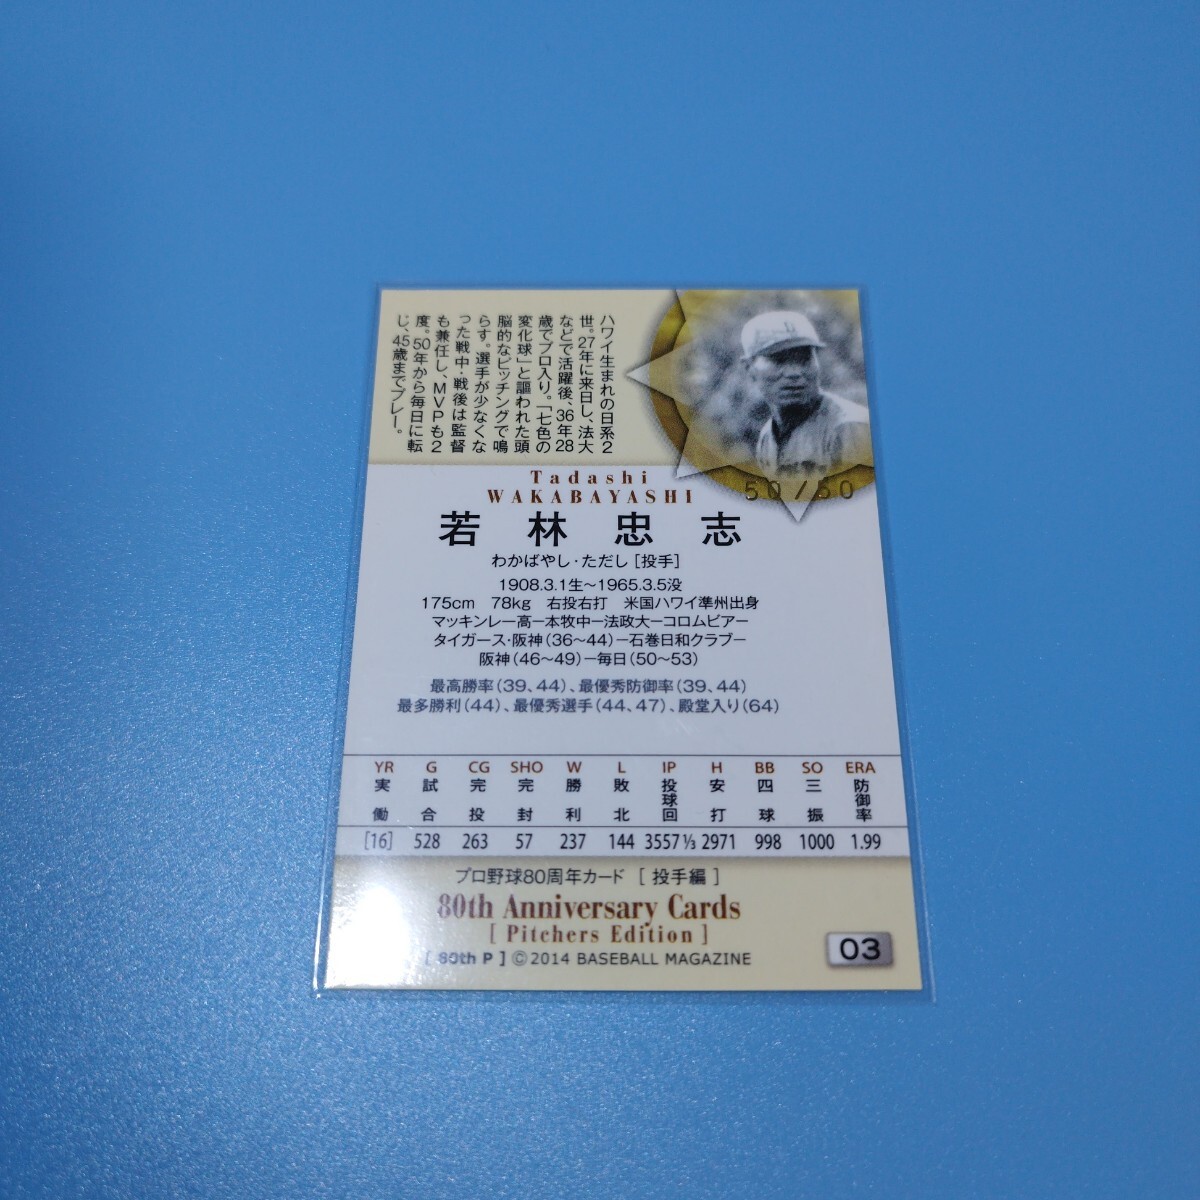 ハワイ生まれの日系2
世。27年に来日し、法大
などで活躍後、36年28
歳でプロ入り。「七色の
変化球」と謳われた頭
脳的なピッチングで鳴
らす。選手が少なくな
った戦中・戦後は監督
も兼任し、MVPも2
度。50年から毎日に転
じ、45歳までプレー。
50/50
Tadashi
WAKABAYASHI
若林忠志
わかばやし・ただし[投手]
1908.3.1生〜1965.3.5没
175cm 78kg 右投右打 米国ハワイ準州出身
マッキンレー高ー本牧中ー法政大ーコロムビアー
タイガース・阪神(36〜44)ー石巻日和クラブー
阪神(46〜49)ー毎日(50〜53)
最高勝率(39、44)、最優秀防御率(39、44)
最多勝利(44)、最優秀選手(44、47)、殿堂入り(64)
YR G CG SHO W L IP H BB SO ERA
実働 試合 完投 完封 勝利 敗北 投球回 安打 四球 三振 防御率
[16] 528 263 57 237 144 3557 1/3 2971 998 1000 1.99
プロ野球80周年カード [投手編]
80th Anniversary Cards
[Pitchers Edition]
[80th P] ©2014 BASEBALL MAGAZINE
03